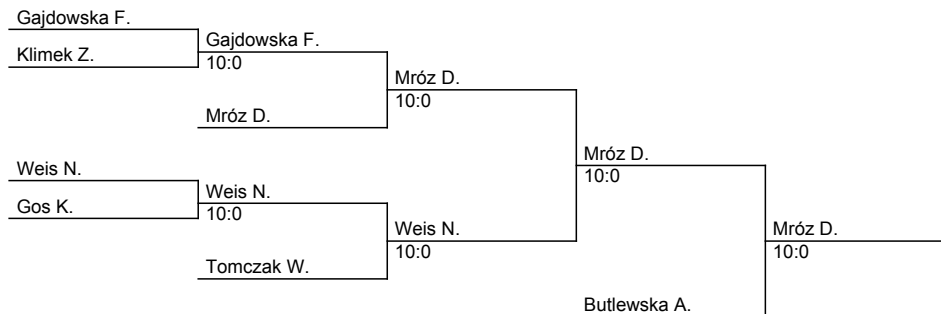 Gajdowska F.
Klimek Z.
Gajdowska F.
10:0
Mróz D.
Mróz D.
10:0
Weis N.
Gos K.
Weis N.
10:0
Tomczak W.
Weis N.
10:0
Mróz D.
10:0
Butlewska A.
Mróz D.
10:0